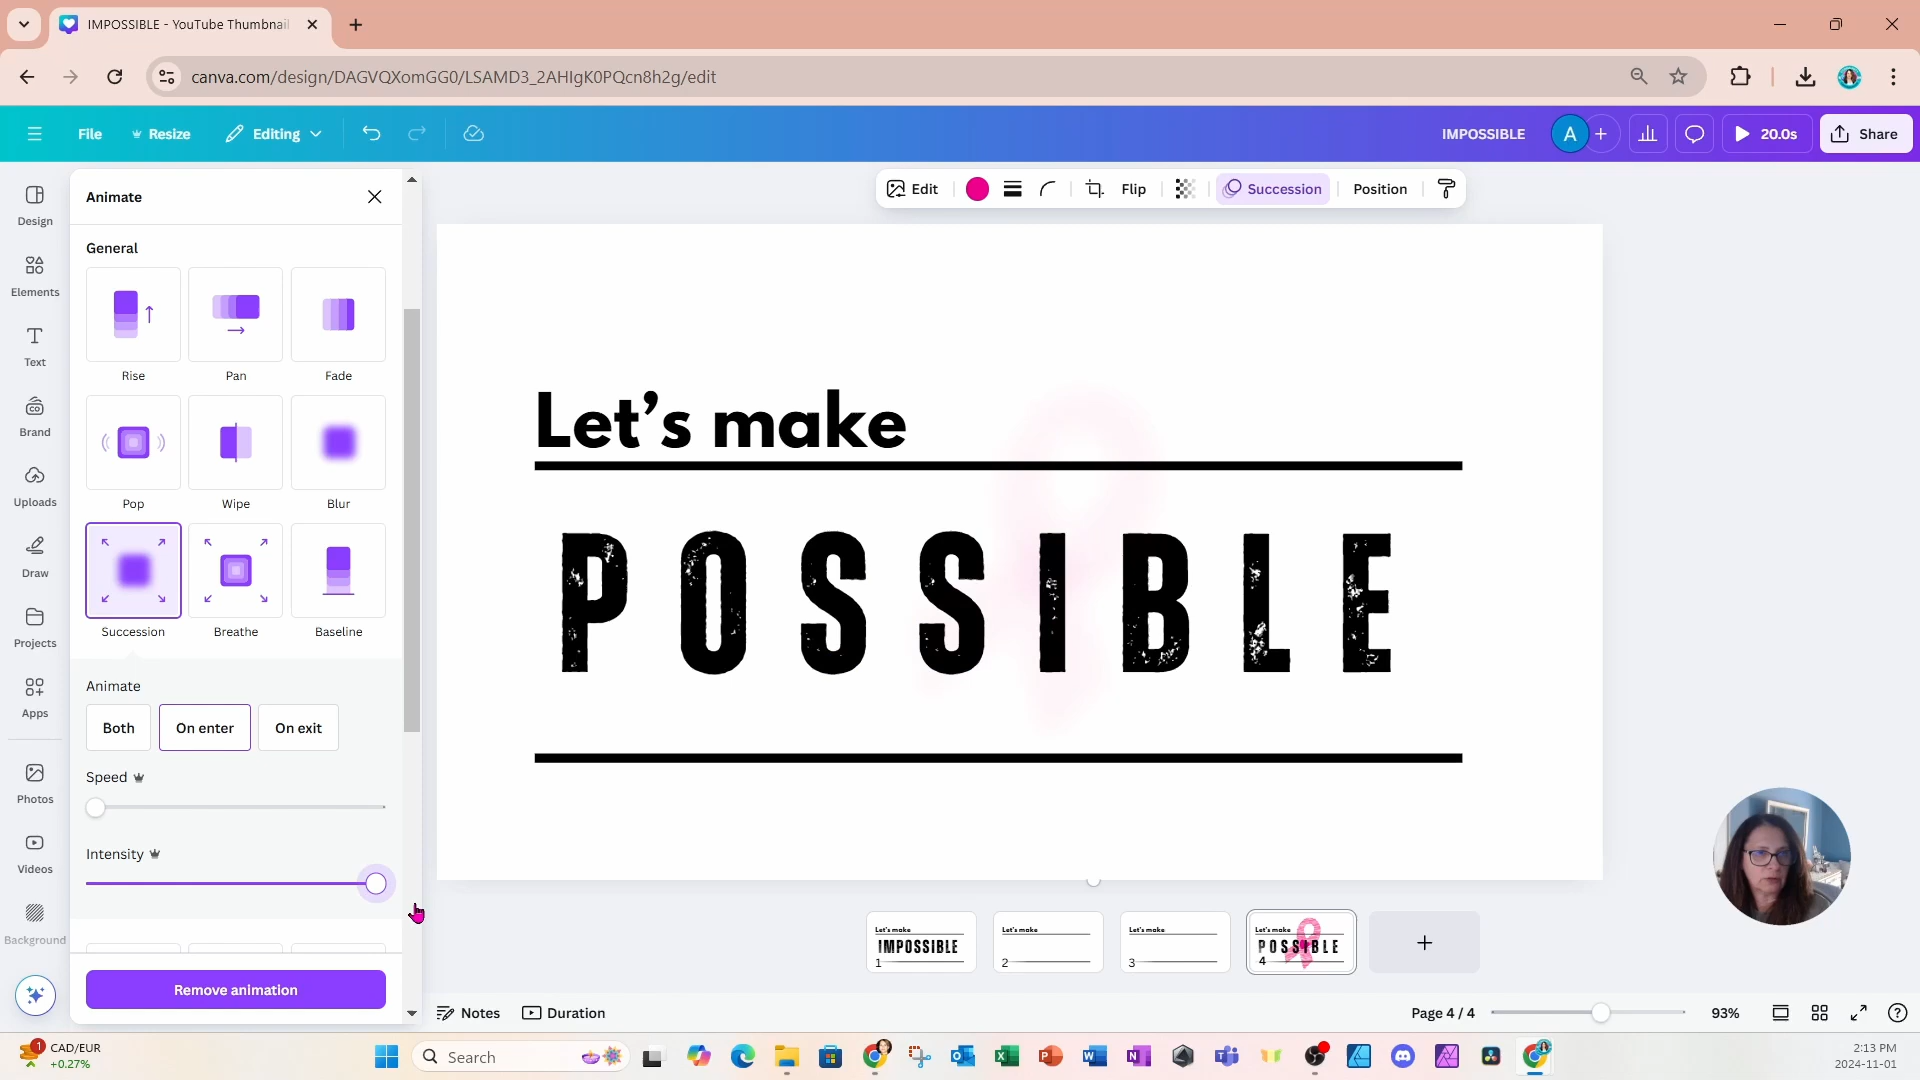 IMPOSSIBLE - YouTube Thumbnail
canva.com/design/DAGVQXomGG0/LSAMD3_2AHIgK0PQcn8h2g/edit
File Resize Editing IMPOSSIBLE A 20.0s Share
Design
Elements
Text
Brand
Uploads
Draw
Projects
Apps
Photos
Videos
Background
Animate
General
Rise Pan Fade
Pop Wipe Blur
Succession Breathe Baseline
Animate
Both On enter On exit
Speed
Intensity
Remove animation
Edit Flip Succession Position
Let's make
POSSIBLE
Let's make
IMPOSSIBLE
1
Let's make
2
Let's make
3
Let's make
POSSIBLE
4
Notes Duration Page 4 / 4 93%
1 CAD/EUR
+0.27%
Search
2:13 PM
2024-11-01